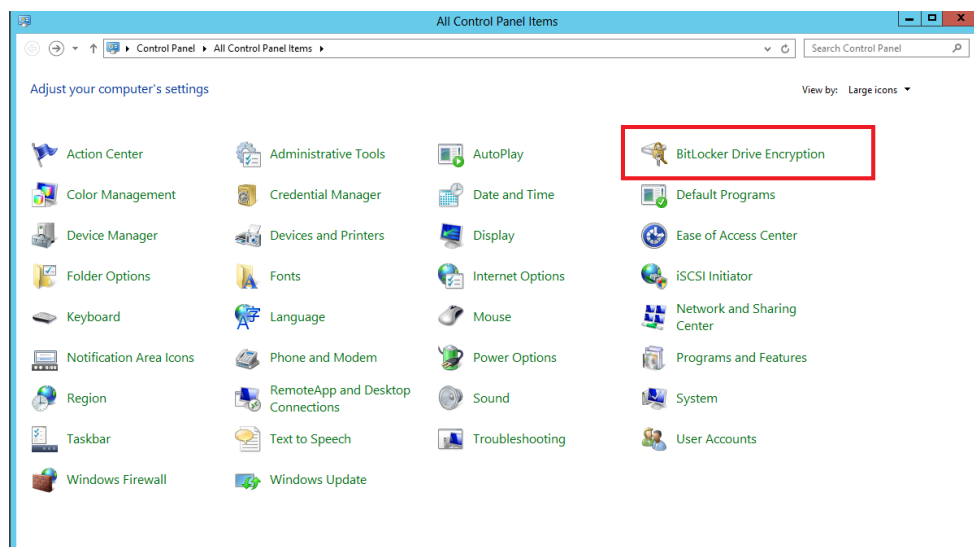 All Control Panel Items
Control Panel All Control Panel Items
Search Control Panel
Adjust your computer's settings
View by: Large icons
Action Center
Administrative Tools
AutoPlay
BitLocker Drive Encryption
Color Management
Credential Manager
Date and Time
Default Programs
Device Manager
Devices and Printers
Display
Ease of Access Center
Folder Options
Fonts
Internet Options
iSCSI Initiator
Keyboard
Language
Mouse
Network and Sharing
Center
Notification Area Icons
Phone and Modem
Power Options
Programs and Features
Region
RemoteApp and Desktop
Connections
Sound
System
Taskbar
Text to Speech
Troubleshooting
User Accounts
Windows Firewall
Windows Update